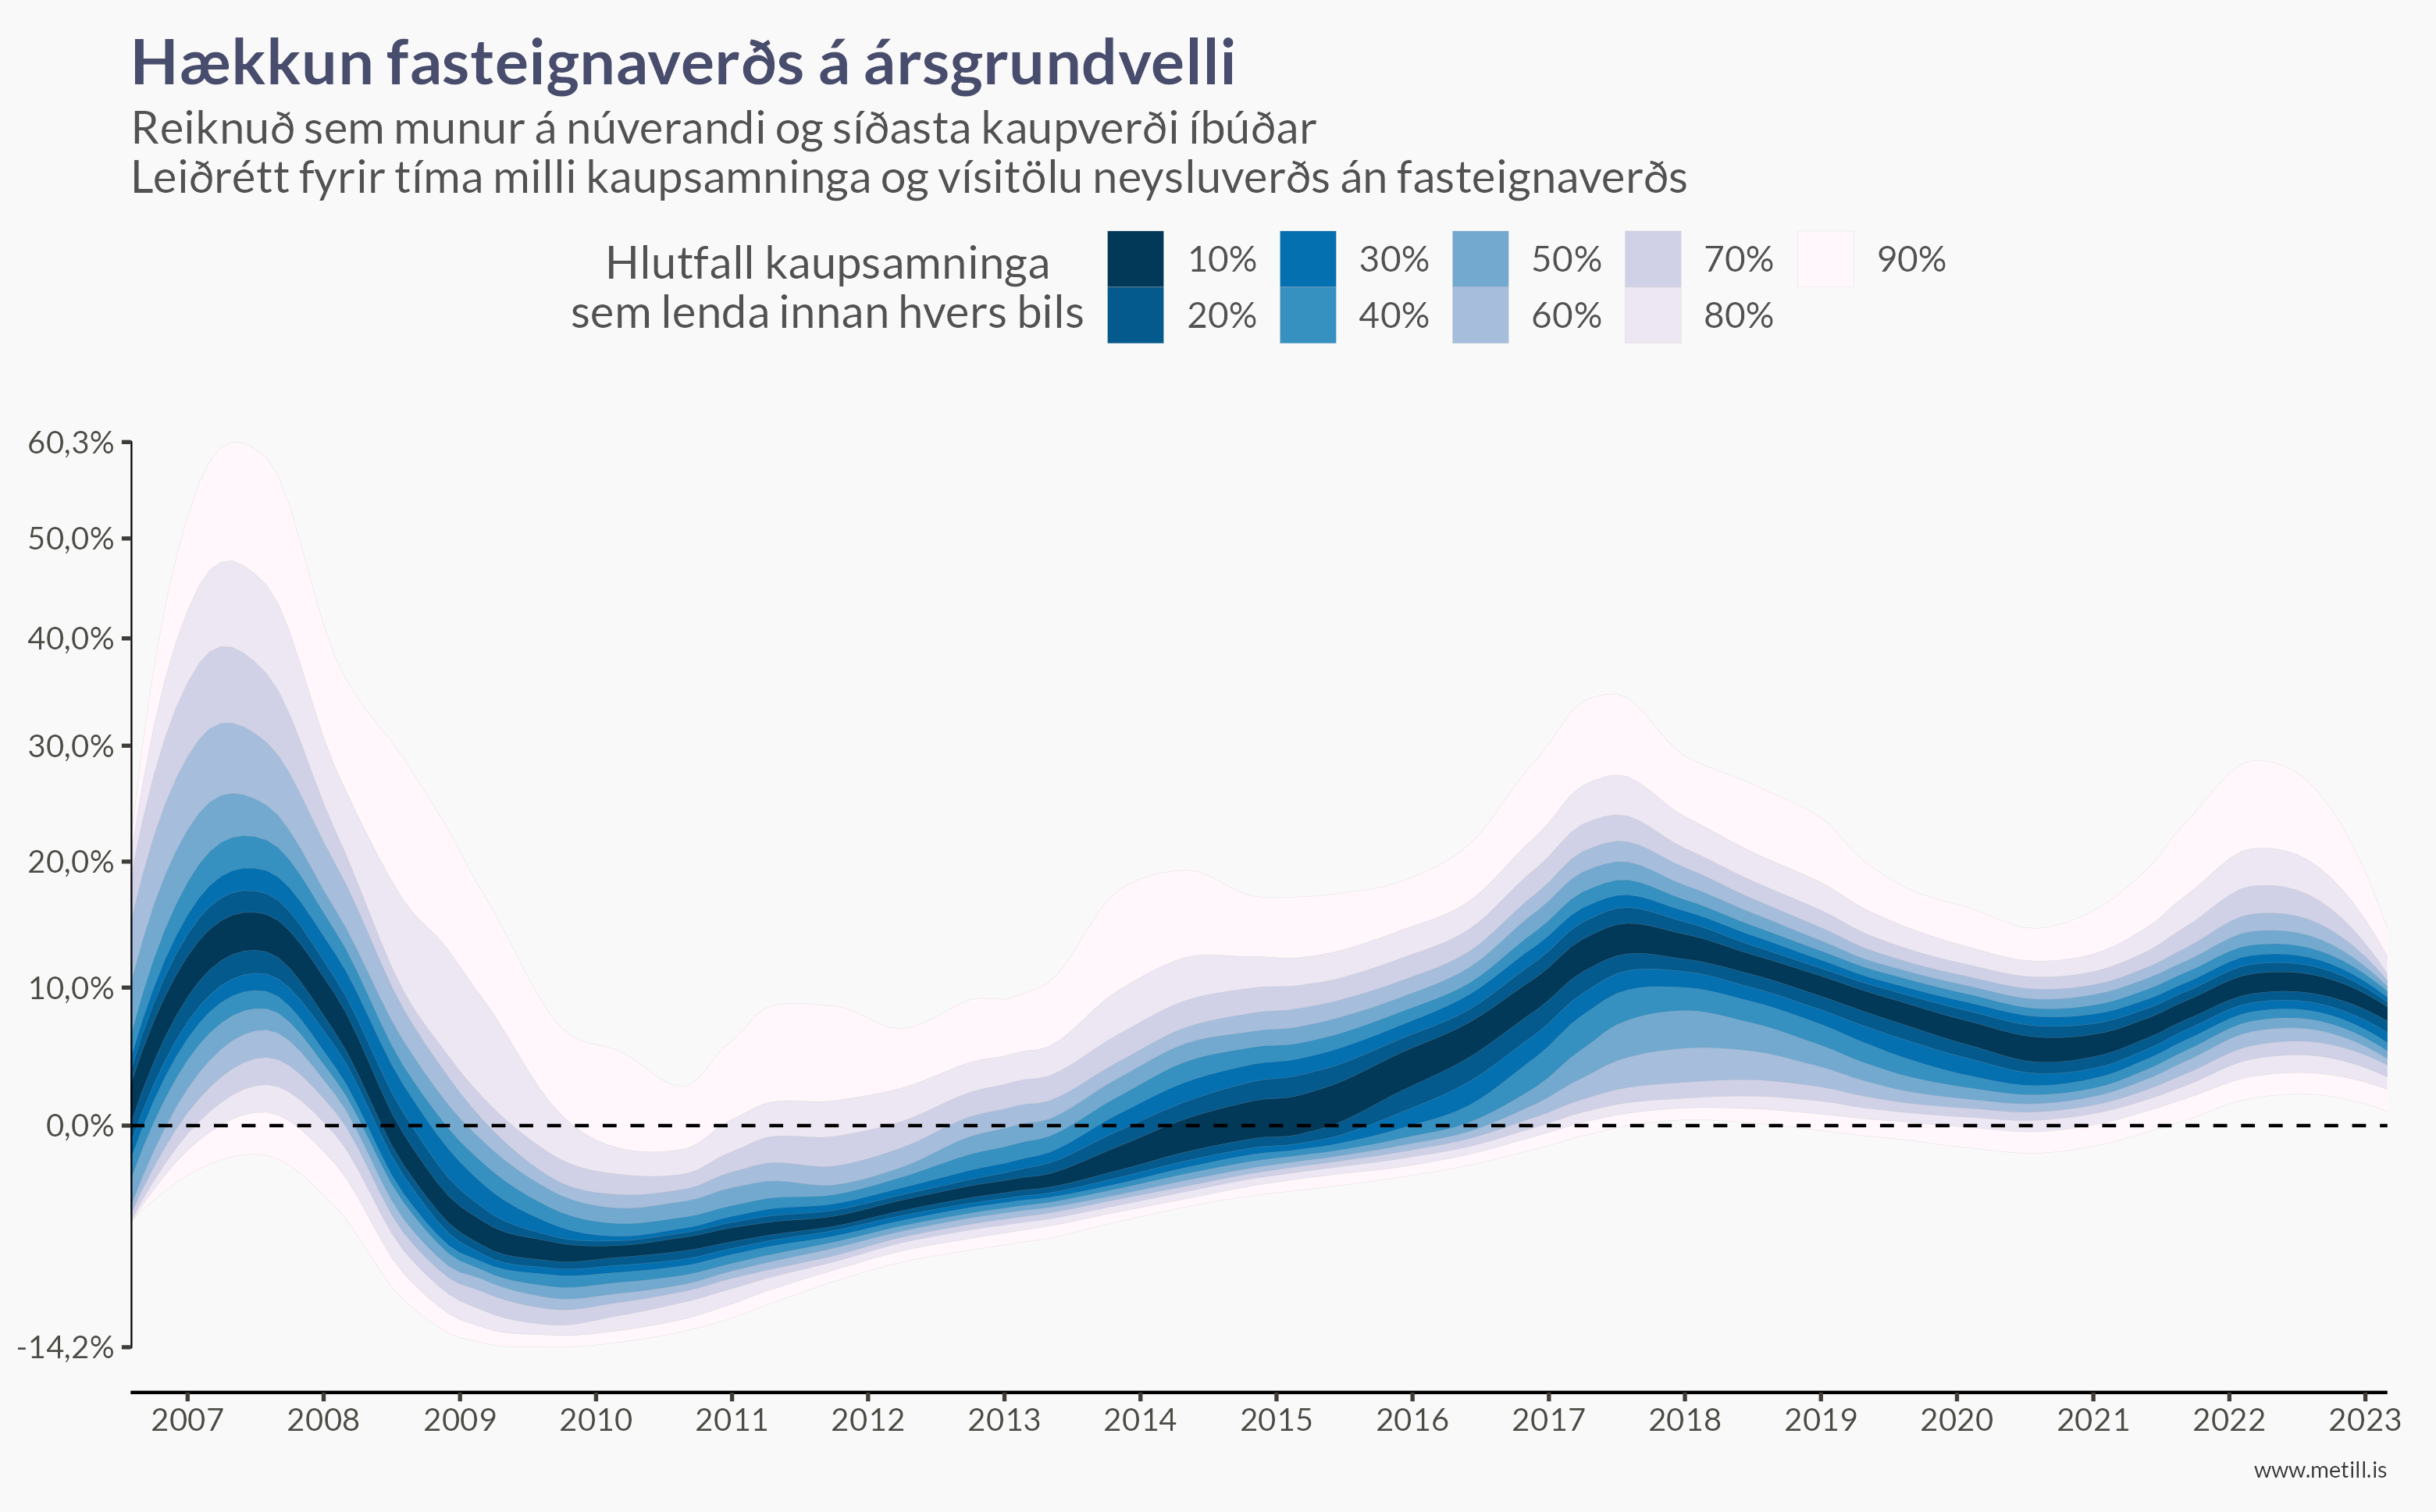 Hækkun fasteignaverðs á ársgrundvelli
Reiknuð sem munur á núverandi og síðasta kaupverði íbúðar
Leiðrétt fyrir tíma milli kaupsamninga og vísitölu neysluverðs án fasteignaverðs
Hlutfall kaupsamninga
sem lenda innan hvers bils
10% 30% 50% 70% 90%
20% 40% 60% 80%
60,3%
50,0%
40,0%
30,0%
20,0%
10,0%
0,0%
-14,2%
2007 2008 2009 2010 2011 2012 2013 2014 2015 2016 2017 2018 2019 2020 2021 2022 2023
www.metill.is